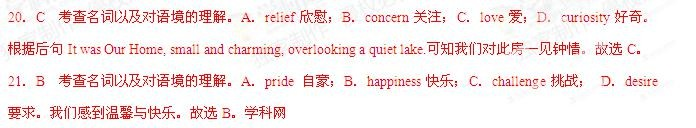 20. C 考查名词以及对语境的理解。A. relief 欣慰；B. concern 关注；C. love 爱；D. curiosity 好奇。
根据后句 It was Our Home, small and charming, overlooking a quiet lake.可知我们对此房一见钟情。故选 C。
21. B 考查名词以及对语境的理解。A. pride 自蒙；B. happiness 快乐；C. challenge 挑战； D. desire
要求。我们感到温馨与快乐。故选 B。学科网